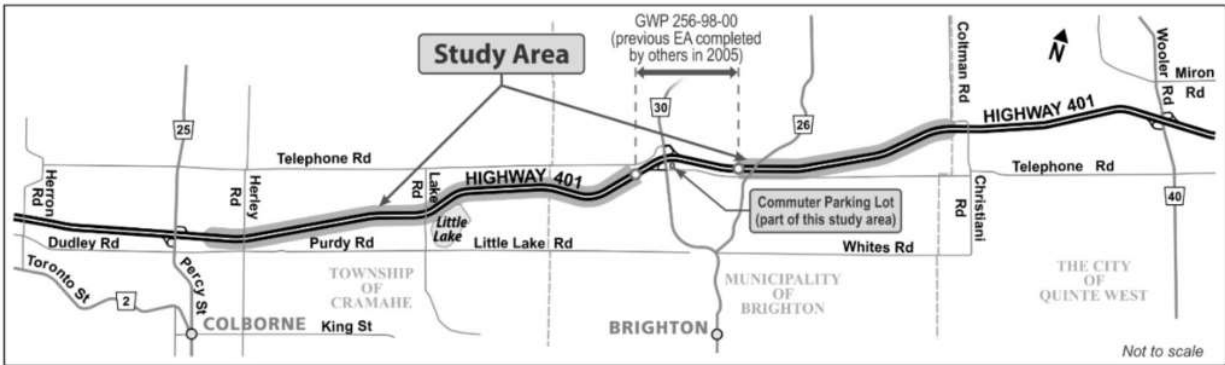 GWP 256-98-00
(previous EA completed
by others in 2005)
Study Area
N
Coltman Rd
Wooler Rd
Miron
Rd
HIGHWAY 401
30
26
25
Telephone Rd
Herron
Rd
Herley
Rd
Lake
Rd
HIGHWAY 401
Telephone Rd
Little
Lake
Commuter Parking Lot
(part of this study area)
Christiani
Rd
40
Dudley Rd
Purdy Rd
Little Lake Rd
Whites Rd
Toronto St
2
Percy St
TOWNSHIP
OF
CRAMAHE
MUNICIPALITY
OF
BRIGHTON
THE CITY
OF
QUINTE WEST
COLBORNE
King St
BRIGHTON
Not to scale